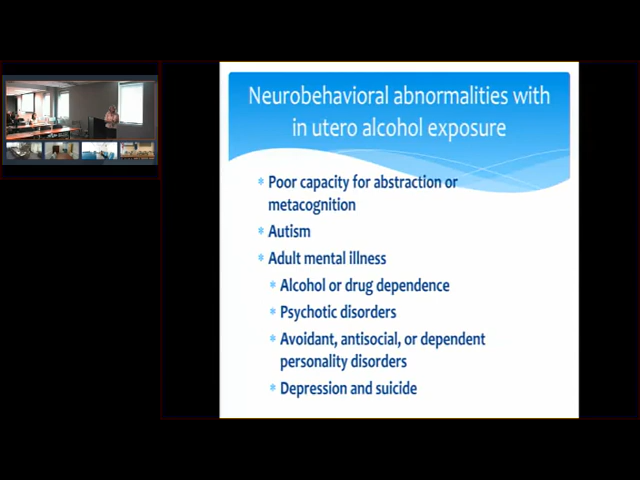 Neurobehavioral abnormalities with
in utero alcohol exposure
* Poor capacity for abstraction or
metacognition
* Autism
* Adult mental illness
* Alcohol or drug dependence
* Psychotic disorders
* Avoidant, antisocial, or dependent
personality disorders
* Depression and suicide